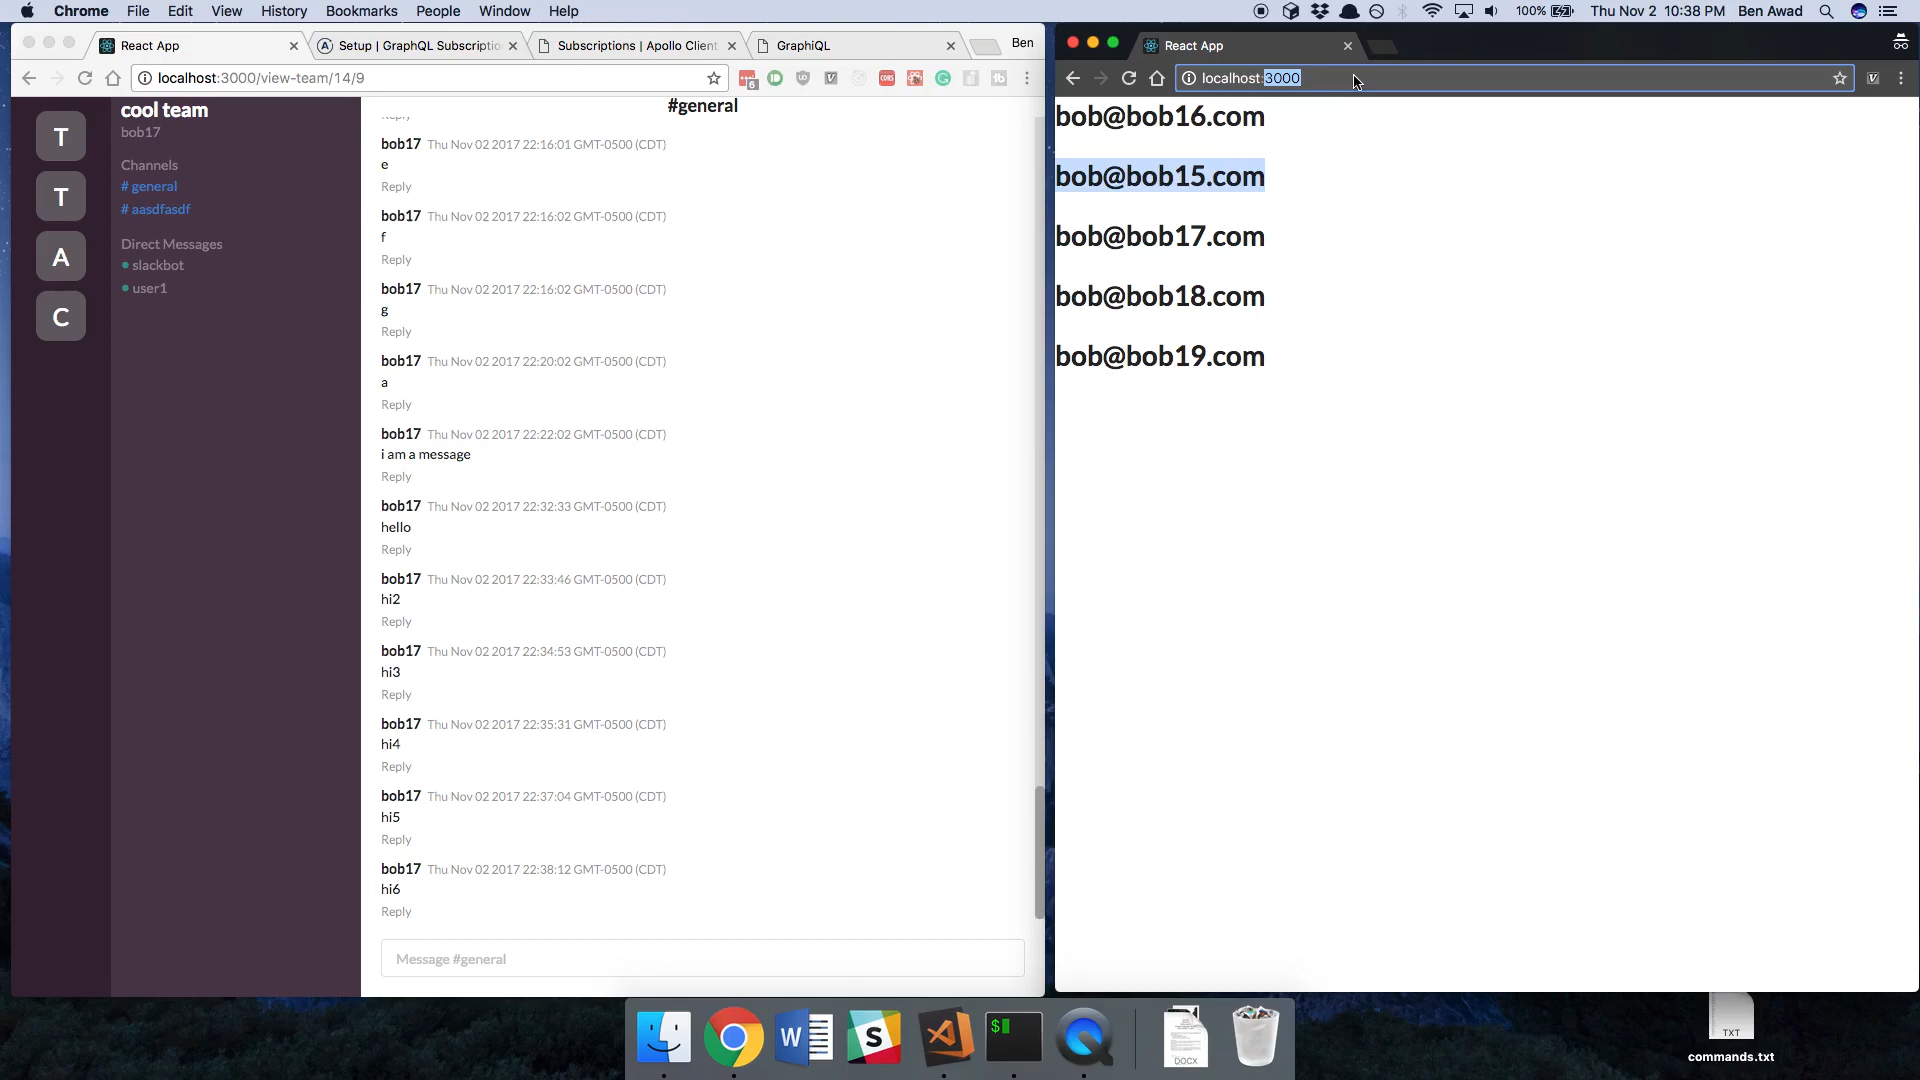 Chrome File Edit View History Bookmarks People Window Help
100% Thu Nov 2 10:38 PM Ben Awad
React App
Setup | GraphQL Subscriptio
Subscriptions | Apollo Client
GraphiQL
Ben
localhost:3000/view-team/14/9
T
T
A
C
cool team
bob17
Channels
# general
# aasdfasdf
Direct Messages
slackbot
user1
#general
bob17 Thu Nov 02 2017 22:16:01 GMT-0500 (CDT)
e
Reply
bob17 Thu Nov 02 2017 22:16:02 GMT-0500 (CDT)
f
Reply
bob17 Thu Nov 02 2017 22:16:02 GMT-0500 (CDT)
g
Reply
bob17 Thu Nov 02 2017 22:20:02 GMT-0500 (CDT)
a
Reply
bob17 Thu Nov 02 2017 22:22:02 GMT-0500 (CDT)
i am a message
Reply
bob17 Thu Nov 02 2017 22:32:33 GMT-0500 (CDT)
hello
Reply
bob17 Thu Nov 02 2017 22:33:46 GMT-0500 (CDT)
hi2
Reply
bob17 Thu Nov 02 2017 22:34:53 GMT-0500 (CDT)
hi3
Reply
bob17 Thu Nov 02 2017 22:35:31 GMT-0500 (CDT)
hi4
Reply
bob17 Thu Nov 02 2017 22:37:04 GMT-0500 (CDT)
hi5
Reply
bob17 Thu Nov 02 2017 22:38:12 GMT-0500 (CDT)
hi6
Reply
Message #general
React App
localhost:3000
bob@bob16.com
bob@bob15.com
bob@bob17.com
bob@bob18.com
bob@bob19.com
DOCX
TXT
commands.txt